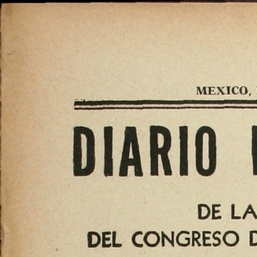 MEXICO,
DIARIO
DE LA
DEL CONGRESO D